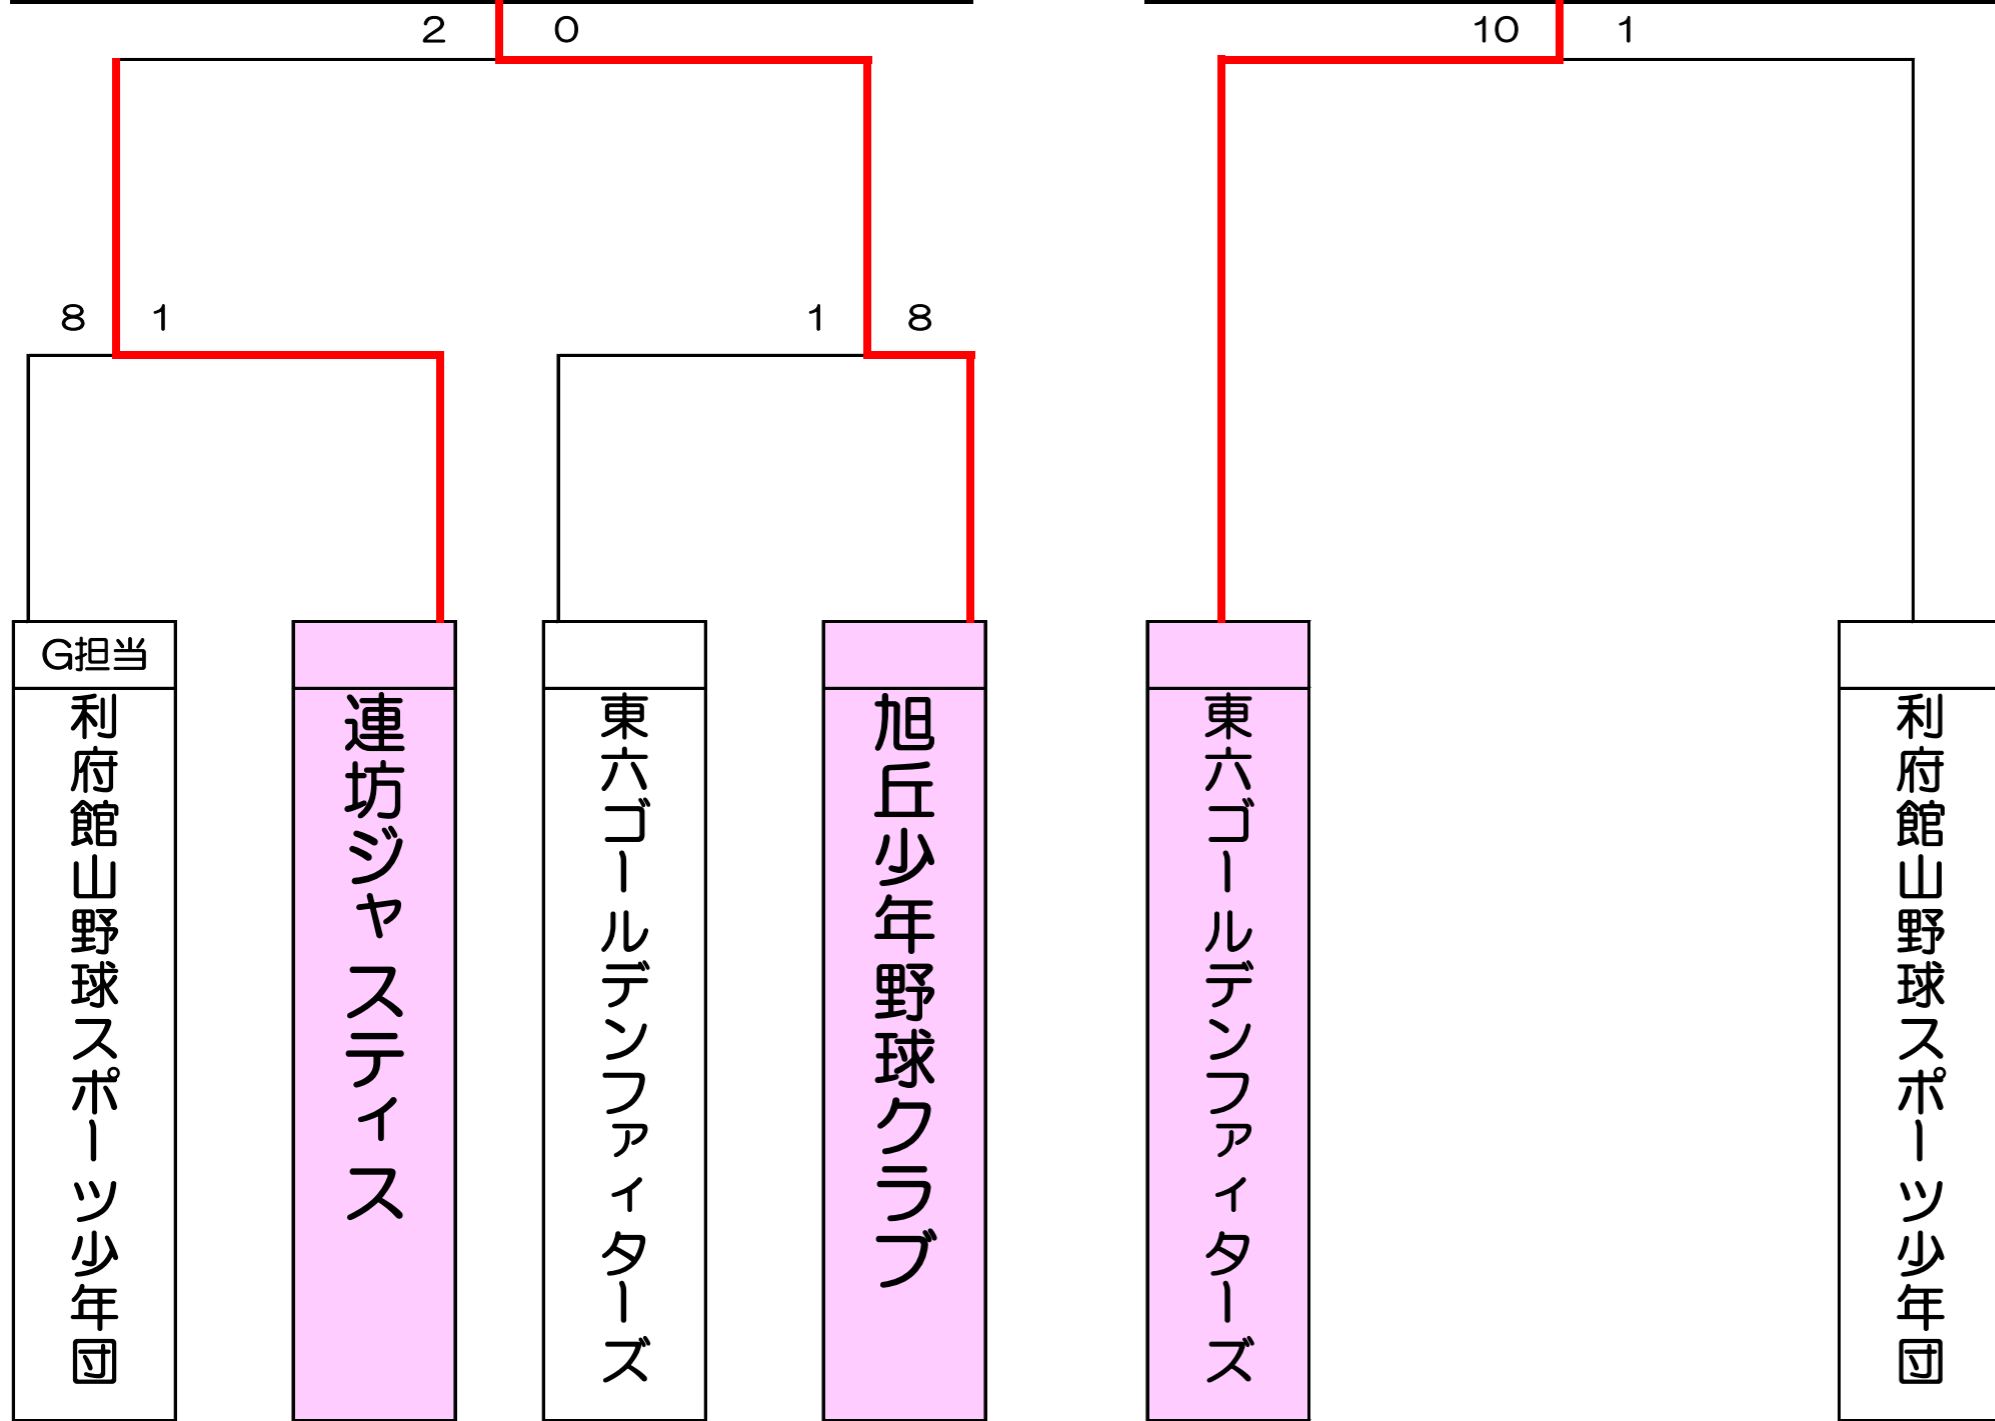 2 0
10 1
8 1
1 8
G担当
利府館山野球スポーツ少年団
連坊ジャスティス
東六ゴールデンファイターズ
旭丘少年野球クラブ
東六ゴールデンファイターズ
利府館山野球スポーツ少年団